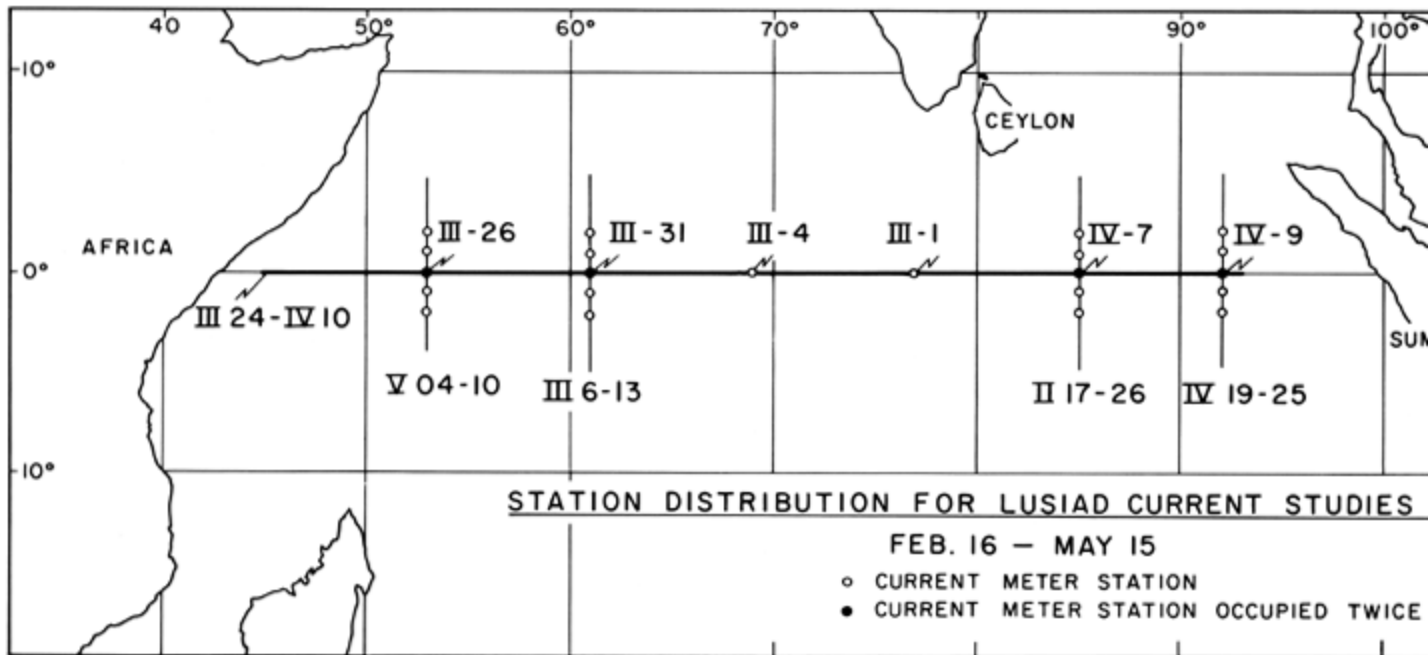 40 50° 60° 70° 90° 100°
10°
CEYLON
AFRICA
III-26 III-31 III-4 III-1 IV-7 IV-9
0°
III 24-IV 10
SUM
V 04-10 III 6-13 II 17-26 IV 19-25
10°
STATION DISTRIBUTION FOR LUSIAD CURRENT STUDIES
FEB. 16 — MAY 15
○ CURRENT METER STATION
● CURRENT METER STATION OCCUPIED TWICE